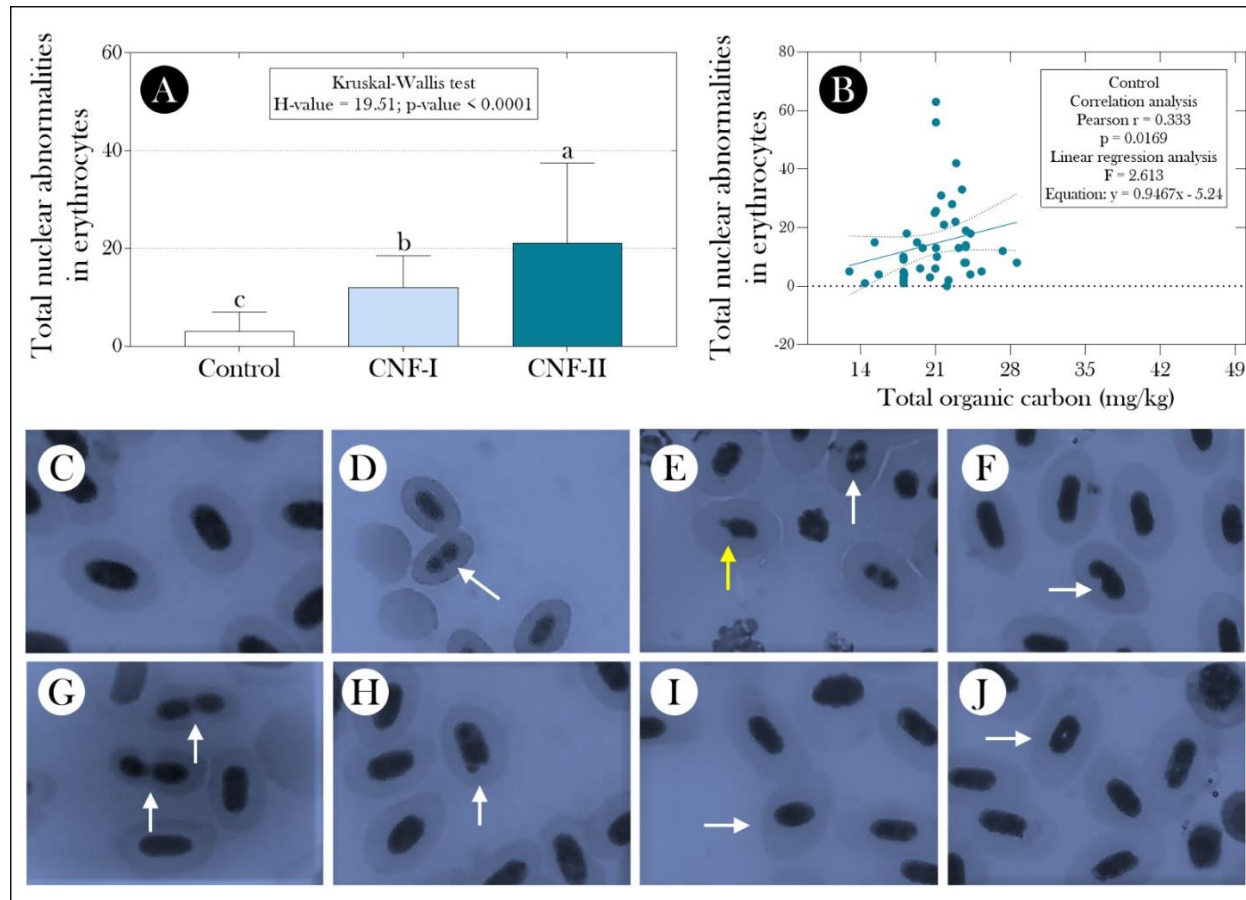 A
Total nuclear abnormalities
in erythrocytes
60
40
20
0
Kruskal-Wallis test
H-value = 19.51; p-value < 0.0001
c
b
a
Control
CNF-I
CNF-II
B
Total nuclear abnormalities
in erythrocytes
80
60
40
20
0
-20
Control
Correlation analysis
Pearson r = 0.333
p = 0.0169
Linear regression analysis
F = 2.613
Equation: y = 0.9467x - 5.24
14 21 28 35 42 49
Total organic carbon (mg/kg)
C
D
E
F
G
H
I
J